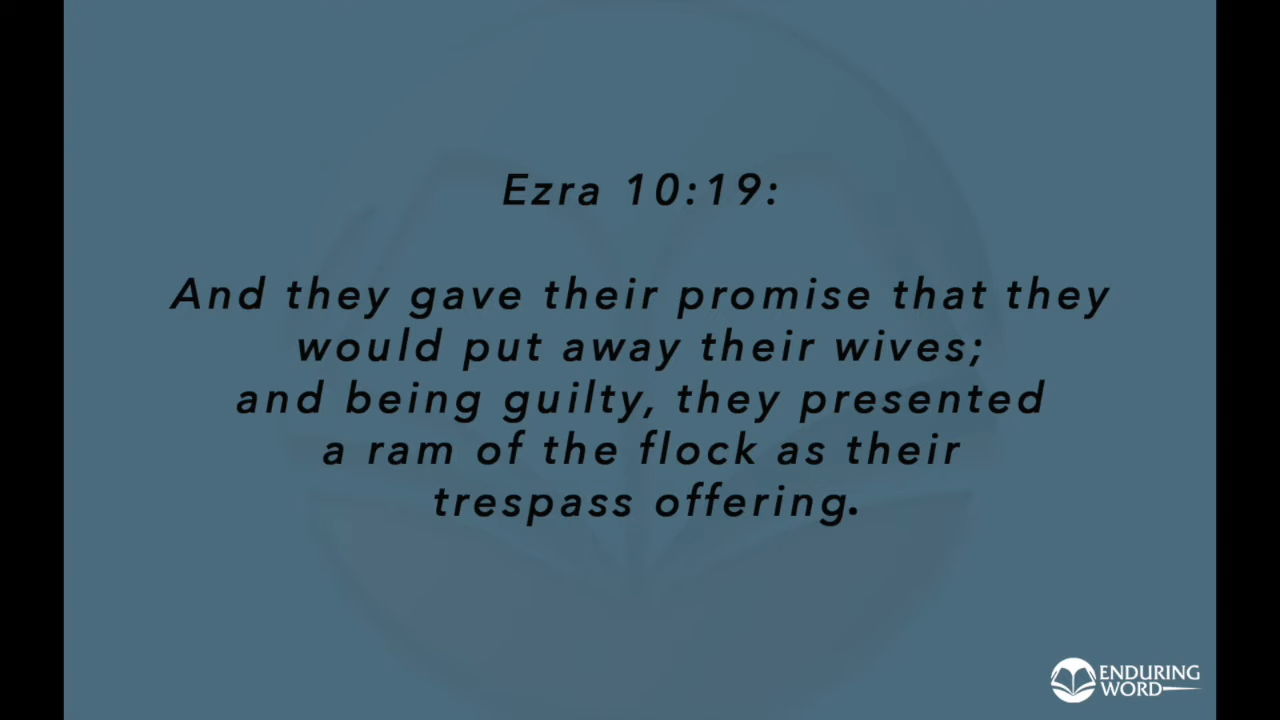 Ezra 10:19:
And they gave their promise that they
would put away their wives;
and being guilty, they presented
a ram of the flock as their
trespass offering.
ENDURING
WORD